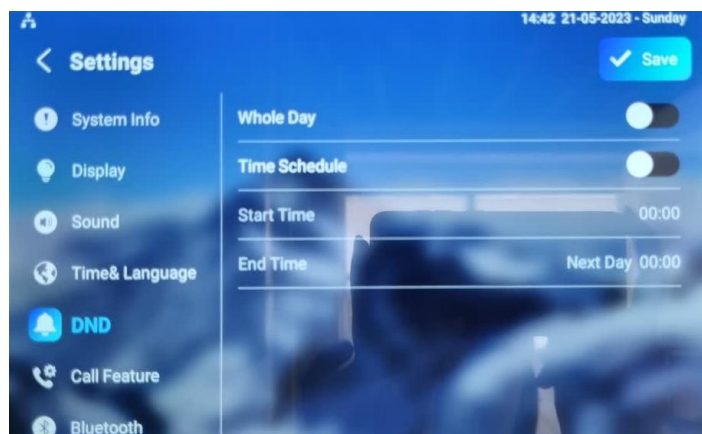 14:42 21-05-2023 - Sunday
Settings
Save
System Info
Display
Sound
Time& Language
DND
Call Feature
Bluetooth
Whole Day
Time Schedule
Start Time 00:00
End Time Next Day 00:00